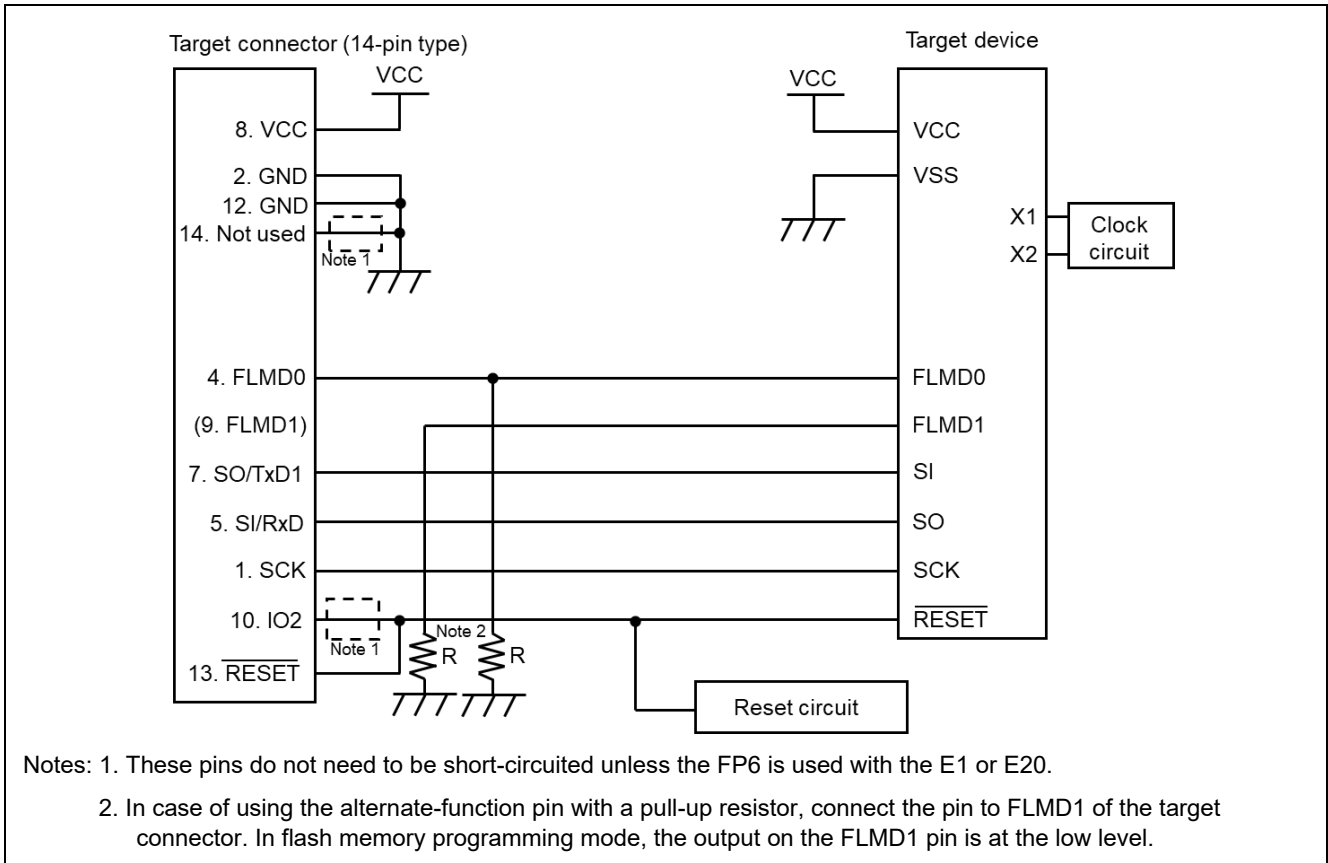 Target connector (14-pin type)
Target device
VCC
VCC
8. VCC
VCC
2. GND
VSS
12. GND
14. Not used
Note 1
X1
X2
Clock
circuit
4. FLMD0
FLMD0
(9. FLMD1)
FLMD1
7. SO/TxD1
SI
5. SI/RxD
SO
1. SCK
SCK
10. IO2
RESET
Note 1
Note 2
R
R
13. RESET
Reset circuit
Notes: 1. These pins do not need to be short-circuited unless the FP6 is used with the E1 or E20.
2. In case of using the alternate-function pin with a pull-up resistor, connect the pin to FLMD1 of the target
connector. In flash memory programming mode, the output on the FLMD1 pin is at the low level.